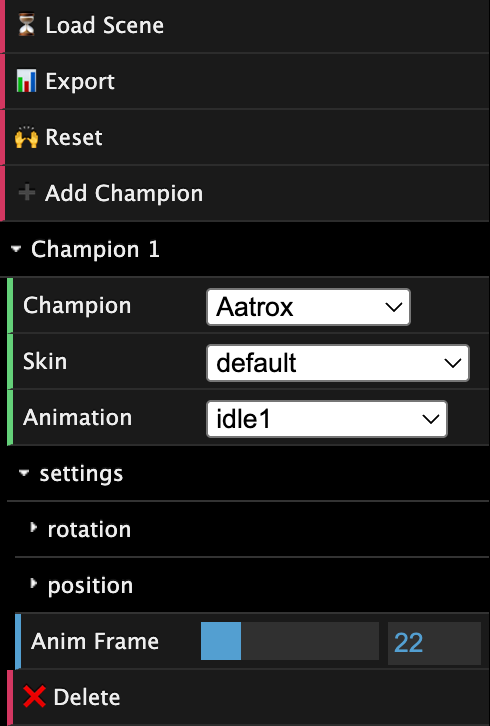 Load Scene
Export
Reset
Add Champion
Champion 1
Champion Aatrox
Skin default
Animation idle1
settings
rotation
position
Anim Frame 22
Delete